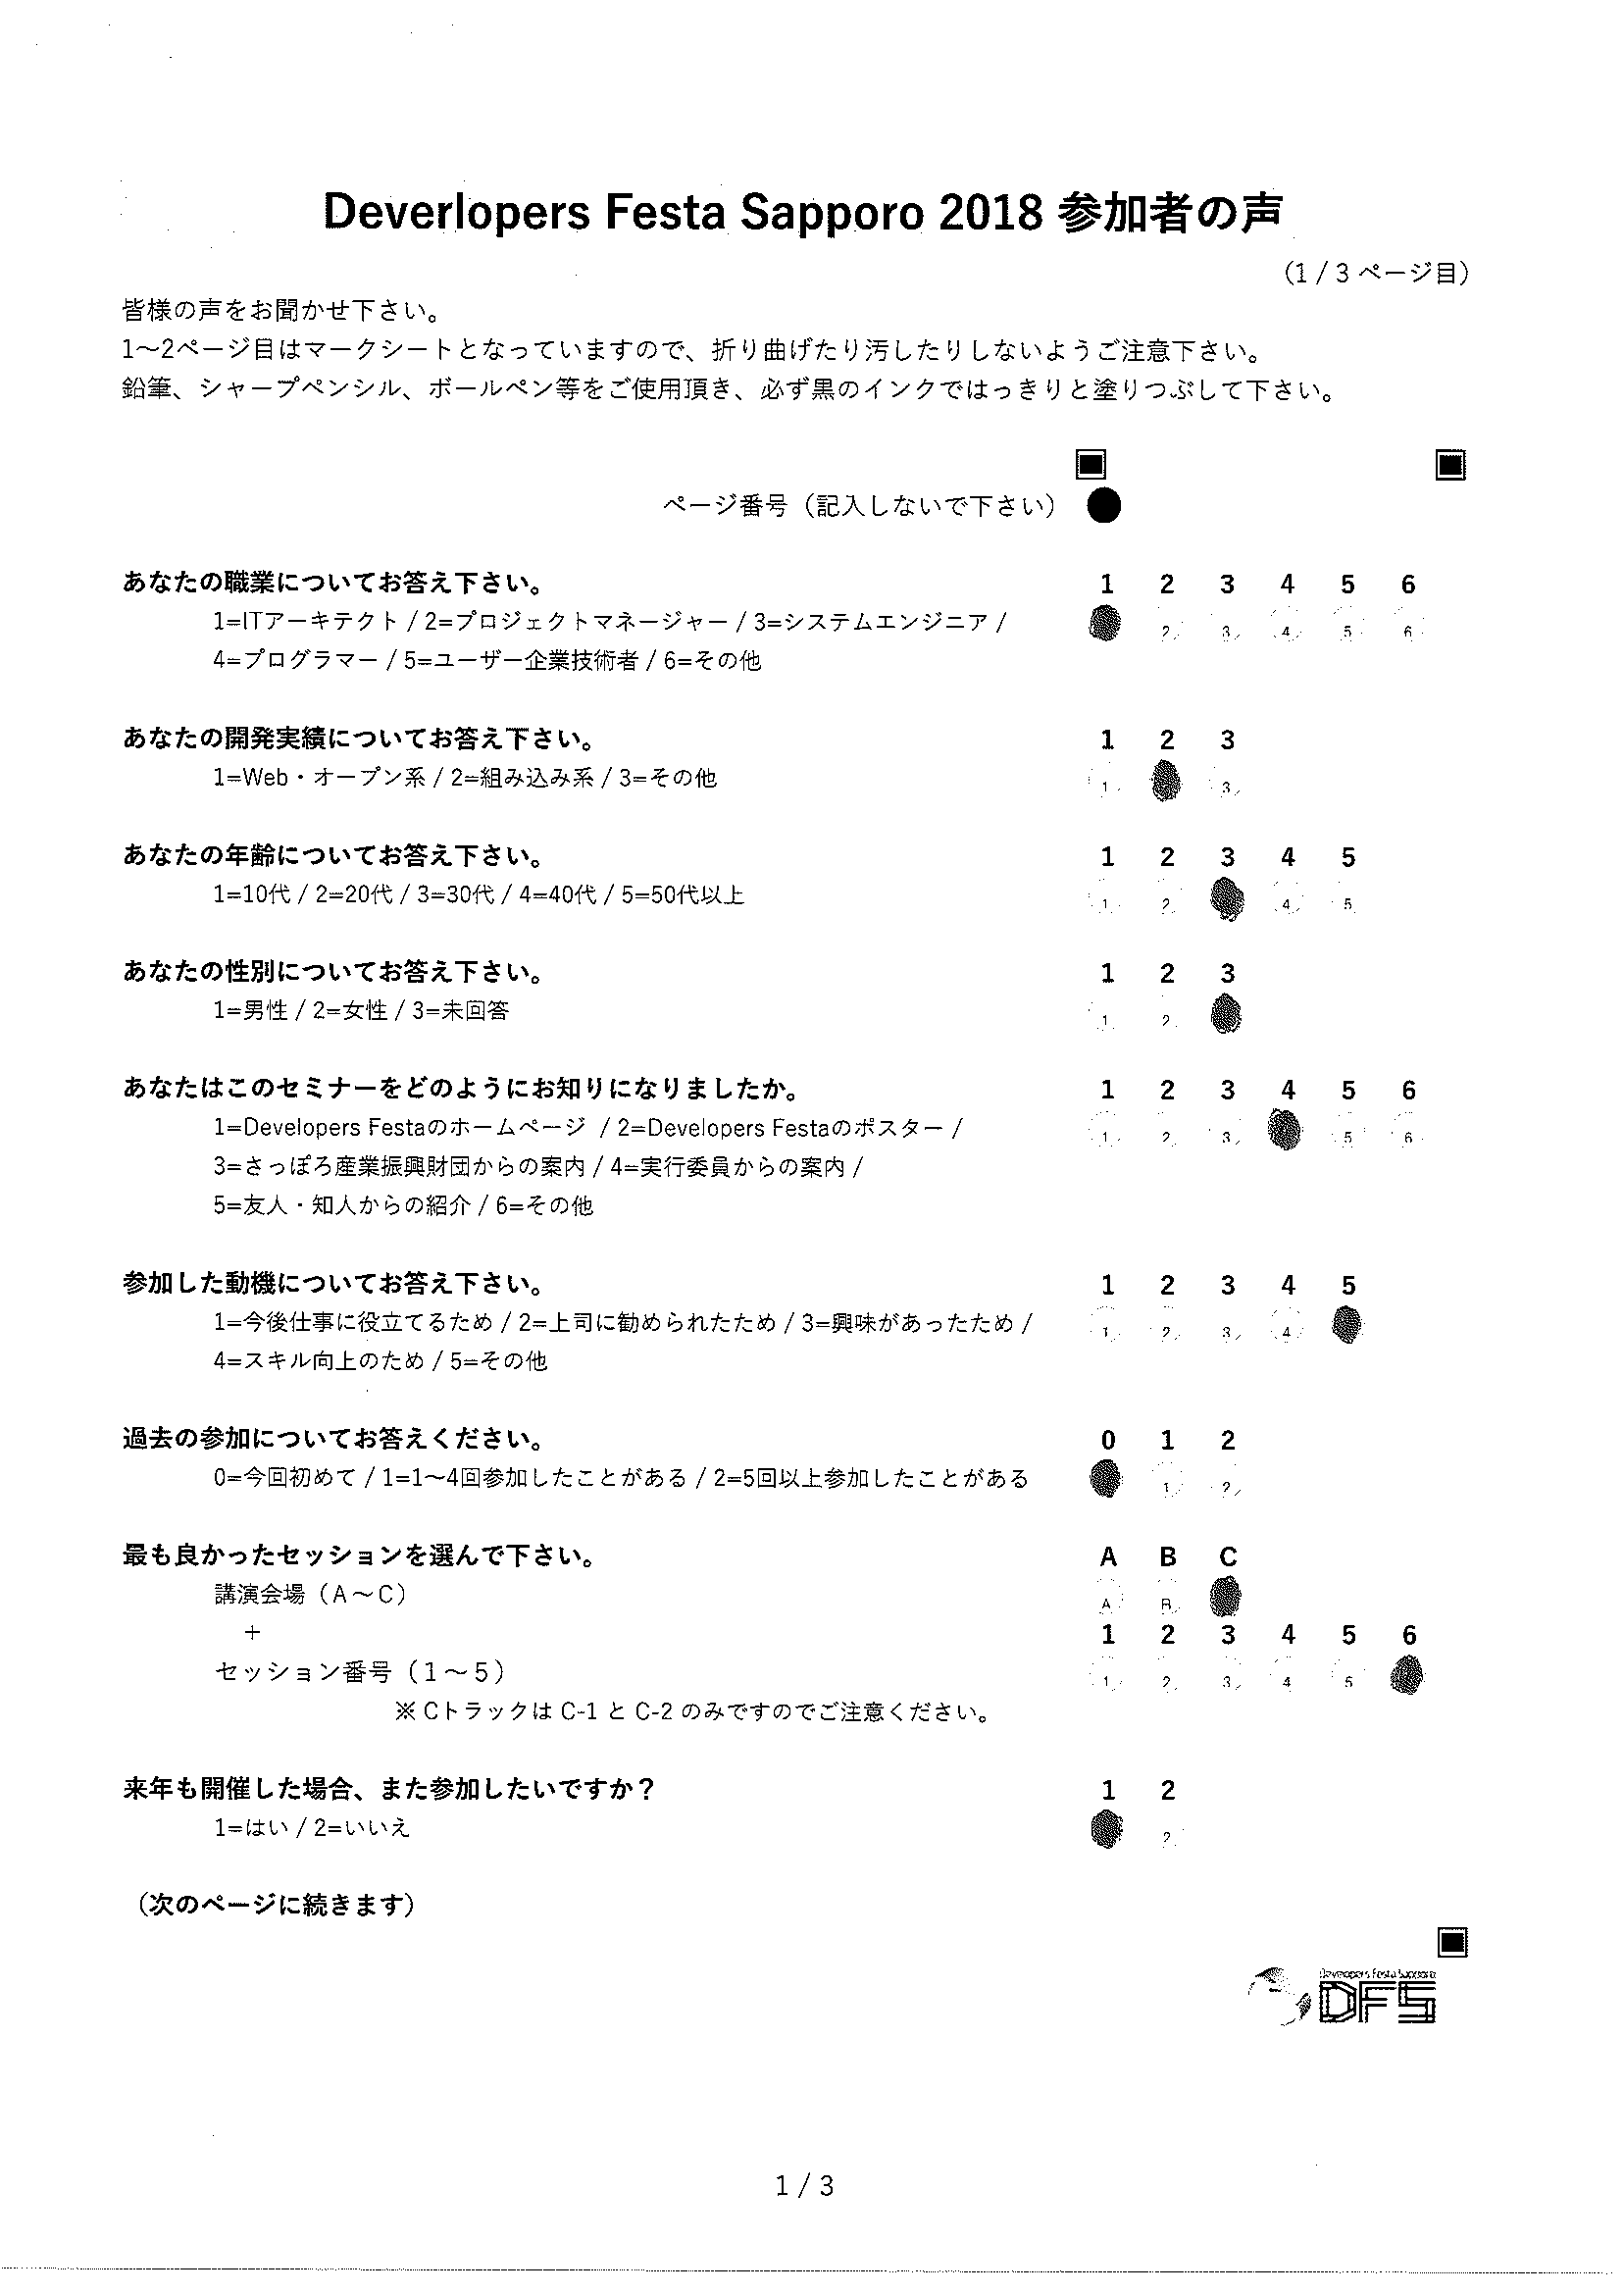 Deverlopers Festa Sapporo 2018 参加者の声
(1 / 3 ページ目)
皆様の声をお聞かせ下さい。
1～2ページ目はマークシートとなっていますので、折り曲げたり汚したりしないようご注意下さい。
鉛筆、シャープペンシル、ボールペン等をご使用頂き、必ず黒のインクではっきりと塗りつぶして下さい。
ページ番号（記入しないで下さい）
あなたの職業についてお答え下さい。 1 2 3 4 5 6
1=ITアーキテクト / 2=プロジェクトマネージャー / 3=システムエンジニア / 2 3 4 5 6
4=プログラマー / 5=ユーザー企業技術者 / 6=その他
あなたの開発実績についてお答え下さい。 1 2 3
1=Web・オープン系 / 2=組み込み系 / 3=その他 1 3
あなたの年齢についてお答え下さい。 1 2 3 4 5
1=10代 / 2=20代 / 3=30代 / 4=40代 / 5=50代以上 1 2 4 5
あなたの性別についてお答え下さい。 1 2 3
1=男性 / 2=女性 / 3=未回答 1 2
あなたはこのセミナーをどのようにお知りになりましたか。 1 2 3 4 5 6
1=Developers Festaのホームページ / 2=Developers Festaのポスター / 1 2 3 5 6
3=さっぽろ産業振興財団からの案内 / 4=実行委員からの案内 /
5=友人・知人からの紹介 / 6=その他
参加した動機についてお答え下さい。 1 2 3 4 5
1=今後仕事に役立てるため / 2=上司に勧められたため / 3=興味があったため / 1 2 3 4
4=スキル向上のため / 5=その他
過去の参加についてお答えください。 0 1 2
0=今回初めて / 1=1～4回参加したことがある / 2=5回以上参加したことがある 1 2
最も良かったセッションを選んで下さい。 A B C
講演会場（A～C） A B
+ 1 2 3 4 5 6
セッション番号（1～5） 1 2 3 4 5
※ Cトラックは C-1 と C-2 のみですのでご注意ください。
来年も開催した場合、また参加したいですか？ 1 2
1=はい / 2=いいえ 2
（次のページに続きます）
Developers Festa Sapporo
DFS
1 / 3